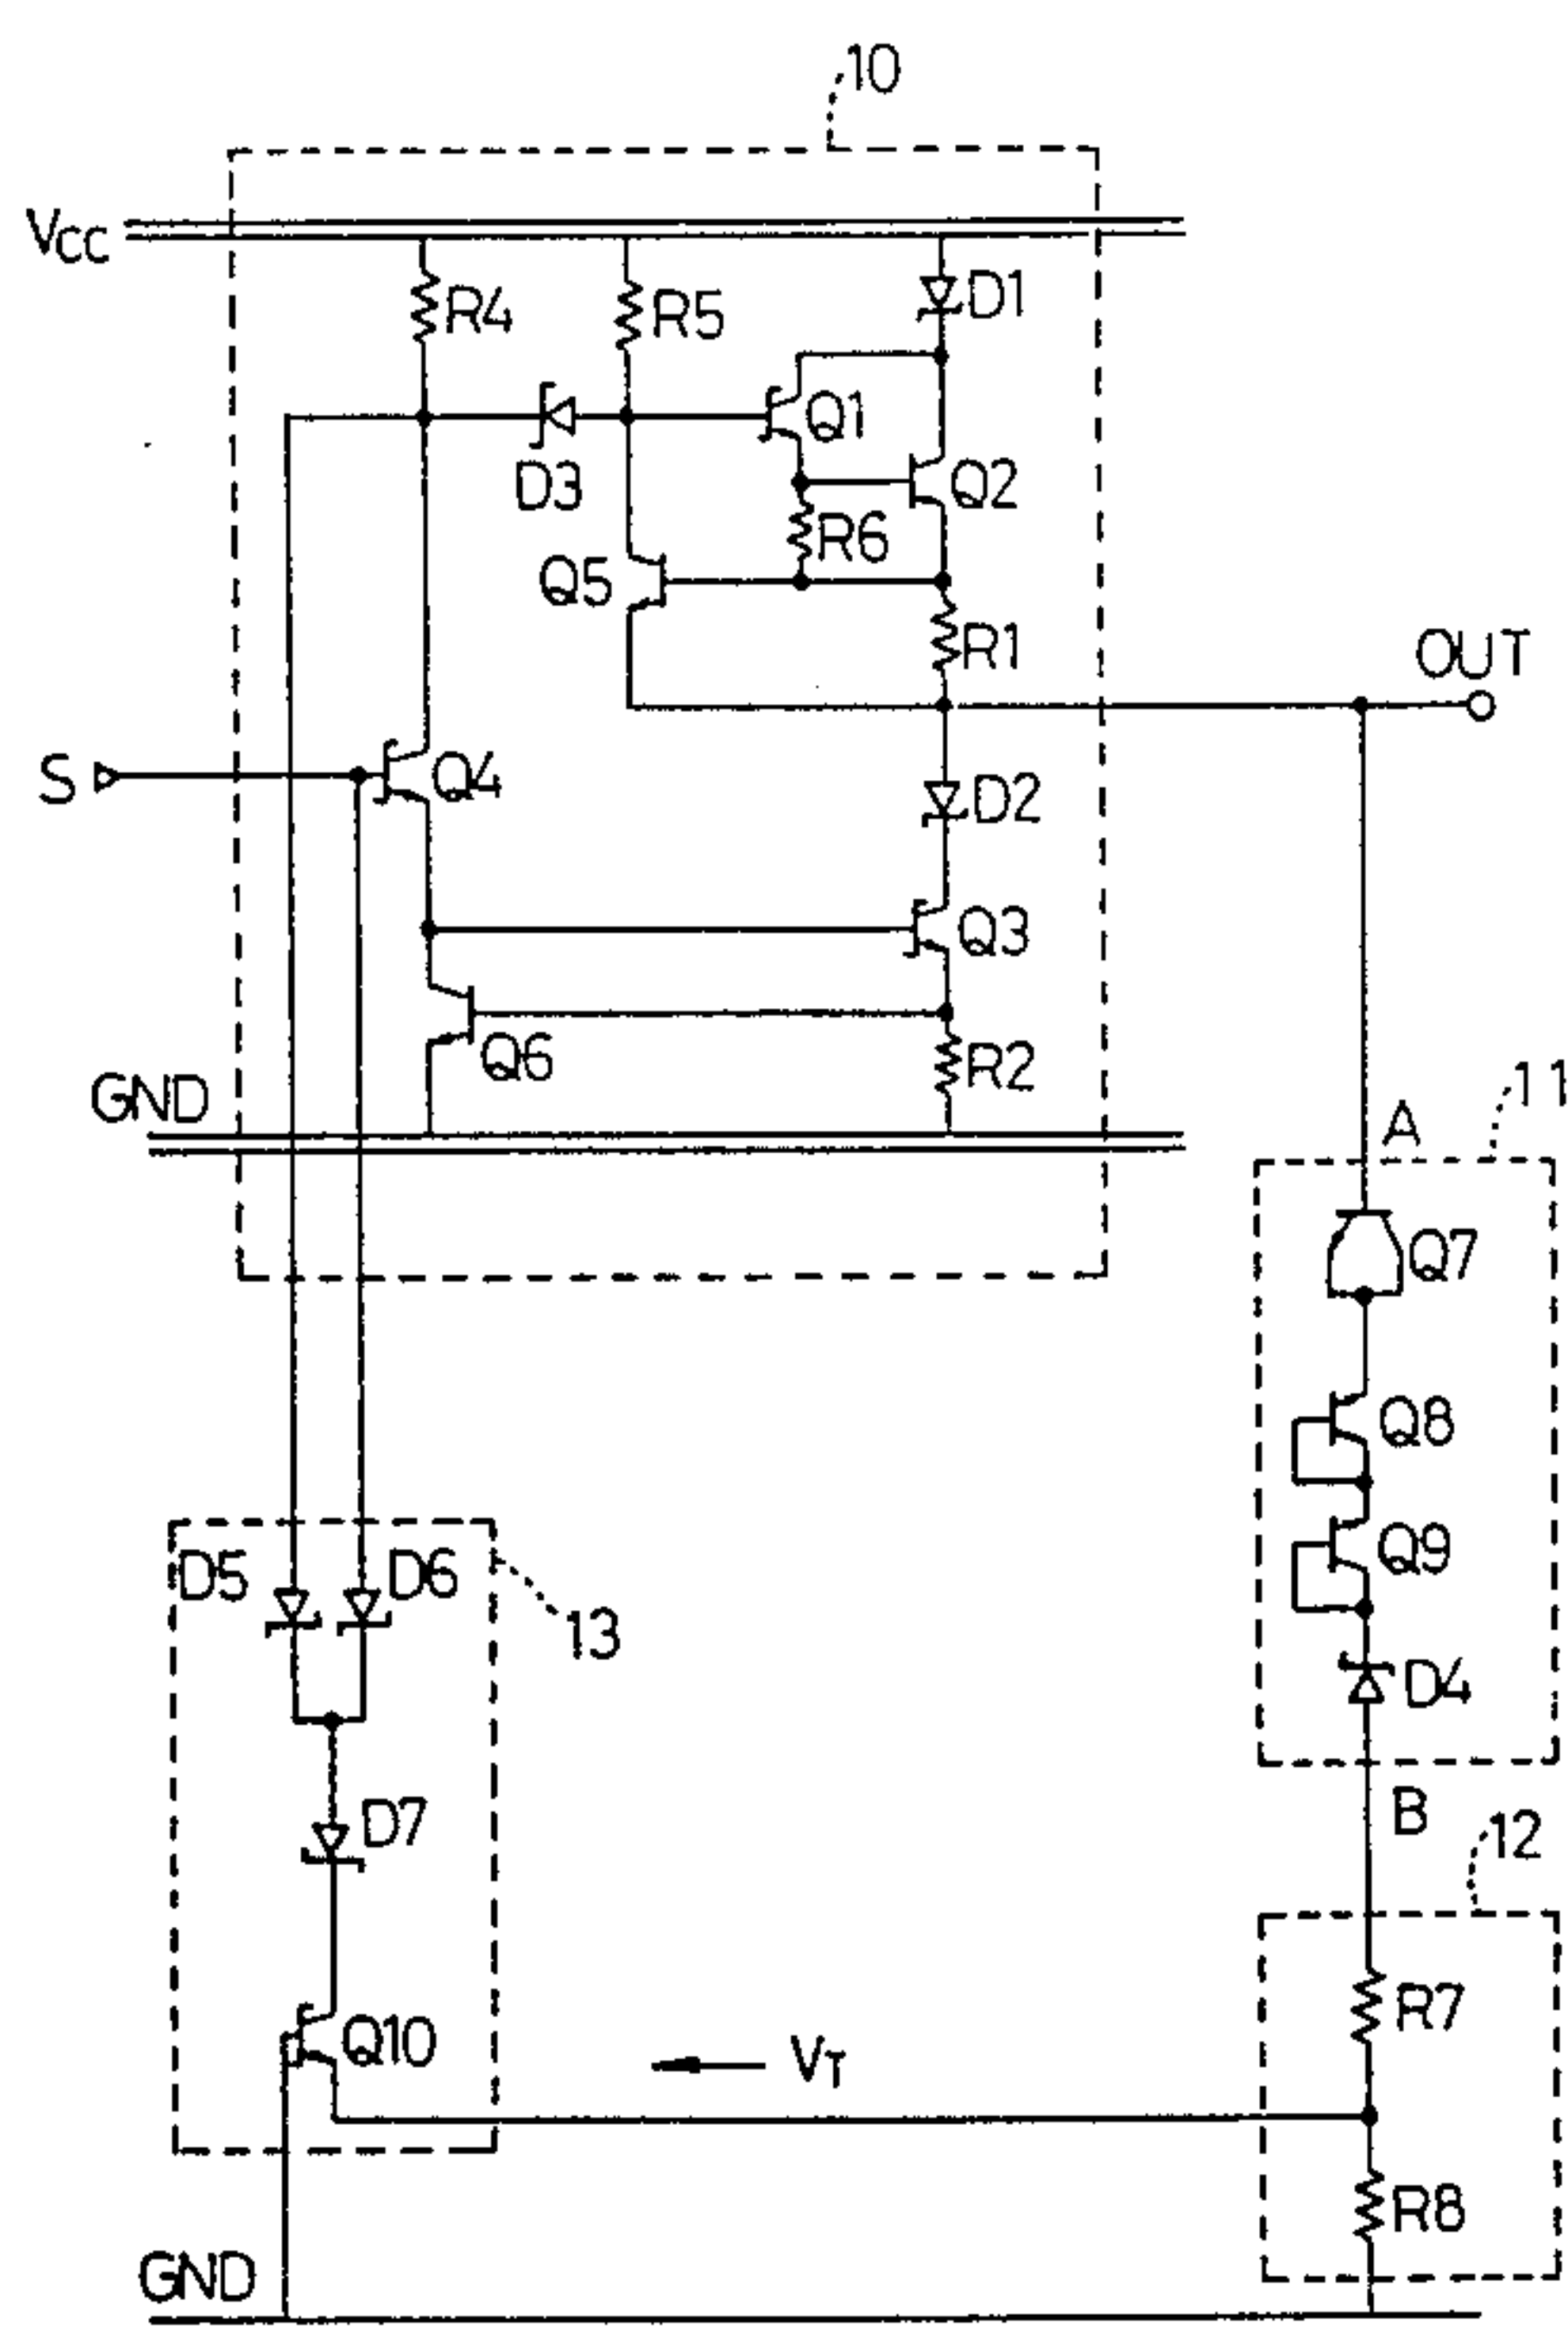 10
VCC
R4
R5
D1
Q1
D3
Q2
R6
Q5
R1
OUT
S
Q4
D2
Q3
Q6
R2
GND
A
11
Q7
Q8
Q9
D5
D6
13
D4
D7
B
12
R7
Q10
VT
R8
GND